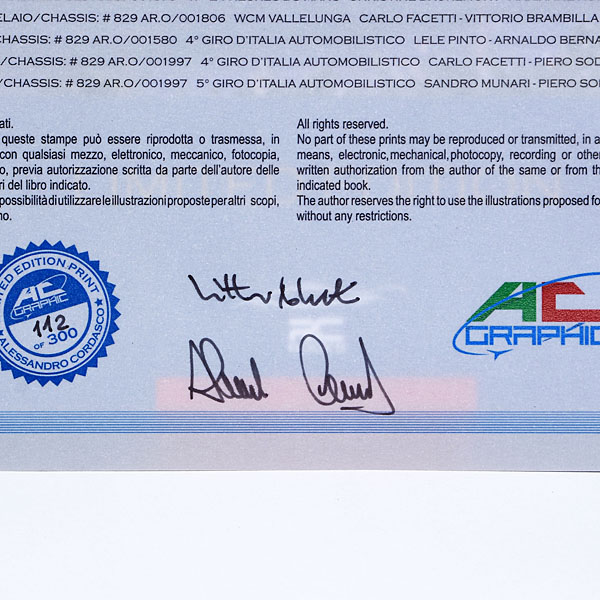 ELAIO/CHASSIS: # 829 AR.O/001806 WCM VALLELUNGA CARLO FACETTI - VITTORIO BRAMBILLA
/CHASSIS: # 829 AR.O/001580 4° GIRO D'ITALIA AUTOMOBILISTICO LELE PINTO - ARNALDO BERNA
/CHASSIS: # 829 AR.O/001997 4° GIRO D'ITALIA AUTOMOBILISTICO CARLO FACETTI - PIERO SOD
/CHASSIS: # 829 AR.O/001997 5° GIRO D'ITALIA AUTOMOBILISTICO SANDRO MUNARI - PIERO SO
ati.
queste stampe può essere riprodotta o trasmessa, in
con qualsiasi mezzo, elettronico, meccanico, fotocopia,
o, previa autorizzazione scritta da parte dell'autore delle
ri del libro indicato.
possibilità di utilizzare le illustrazioni proposte per altri scopi,
no.
All rights reserved.
No part of these prints may be reproduced or transmitted, in a
means, electronic, mechanical, photocopy, recording or othe
written authorization from the author of the same or from th
indicated book.
The author reserves the right to use the illustrations proposed fo
without any restrictions.
LIMITED EDITION PRINT
AC
GRAPHIC
112
OF 300
ALESSANDRO CORDASCO
AC
GRAPHIC